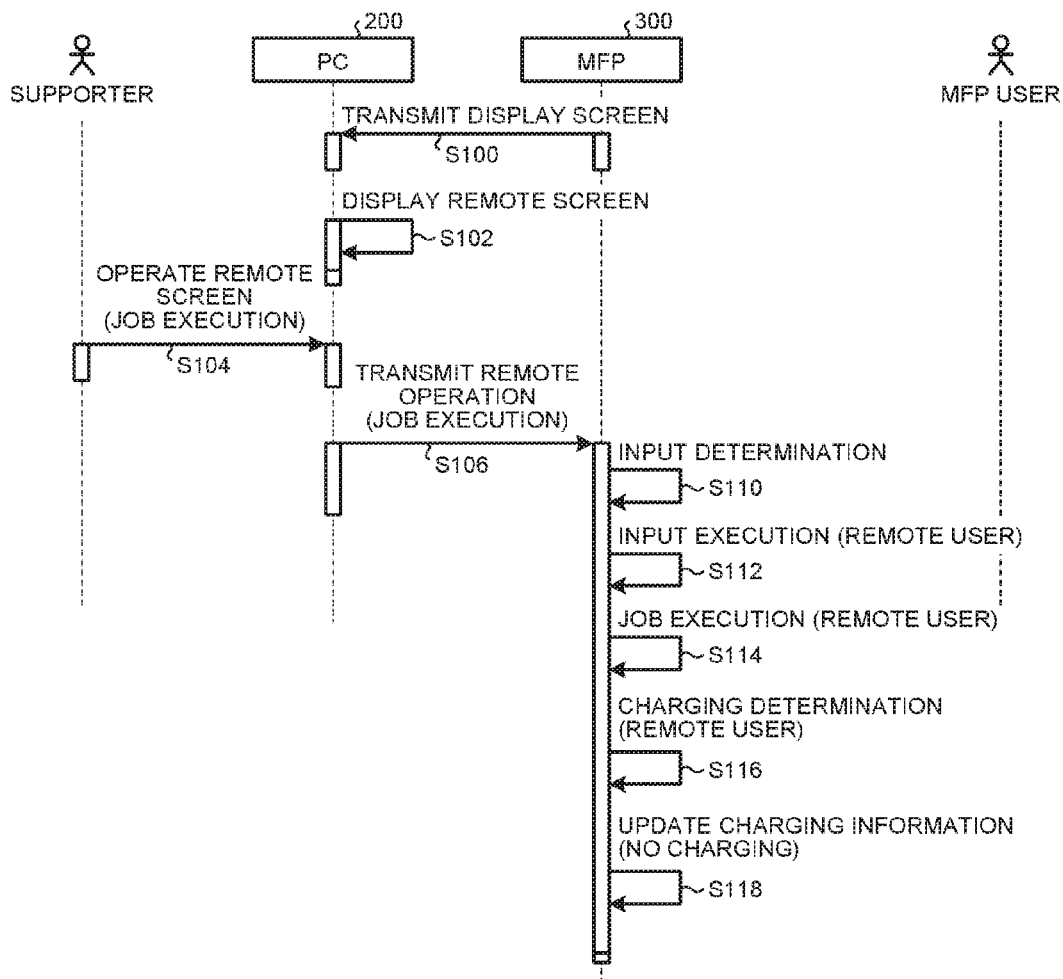 200
300
PC
MFP
SUPPORTER
MFP USER
TRANSMIT DISPLAY SCREEN
S100
DISPLAY REMOTE SCREEN
S102
OPERATE REMOTE
SCREEN
(JOB EXECUTION)
S104
TRANSMIT REMOTE
OPERATION
(JOB EXECUTION)
S106
INPUT DETERMINATION
S110
INPUT EXECUTION (REMOTE USER)
S112
JOB EXECUTION (REMOTE USER)
S114
CHARGING DETERMINATION
(REMOTE USER)
S116
UPDATE CHARGING INFORMATION
(NO CHARGING)
S118